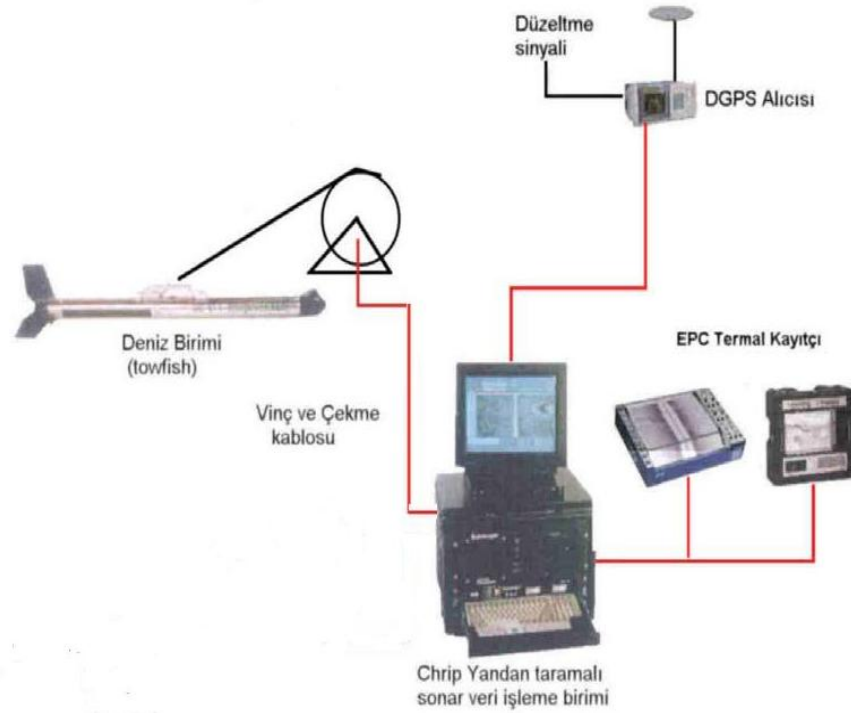 Düzeltme
sinyali
DGPS Alıcısı
Deniz Birimi
(towfish)
EPC Termal Kayıtçı
Vinç ve Çekme
kablosu
Chrip Yandan taramalı
sonar veri işleme birimi